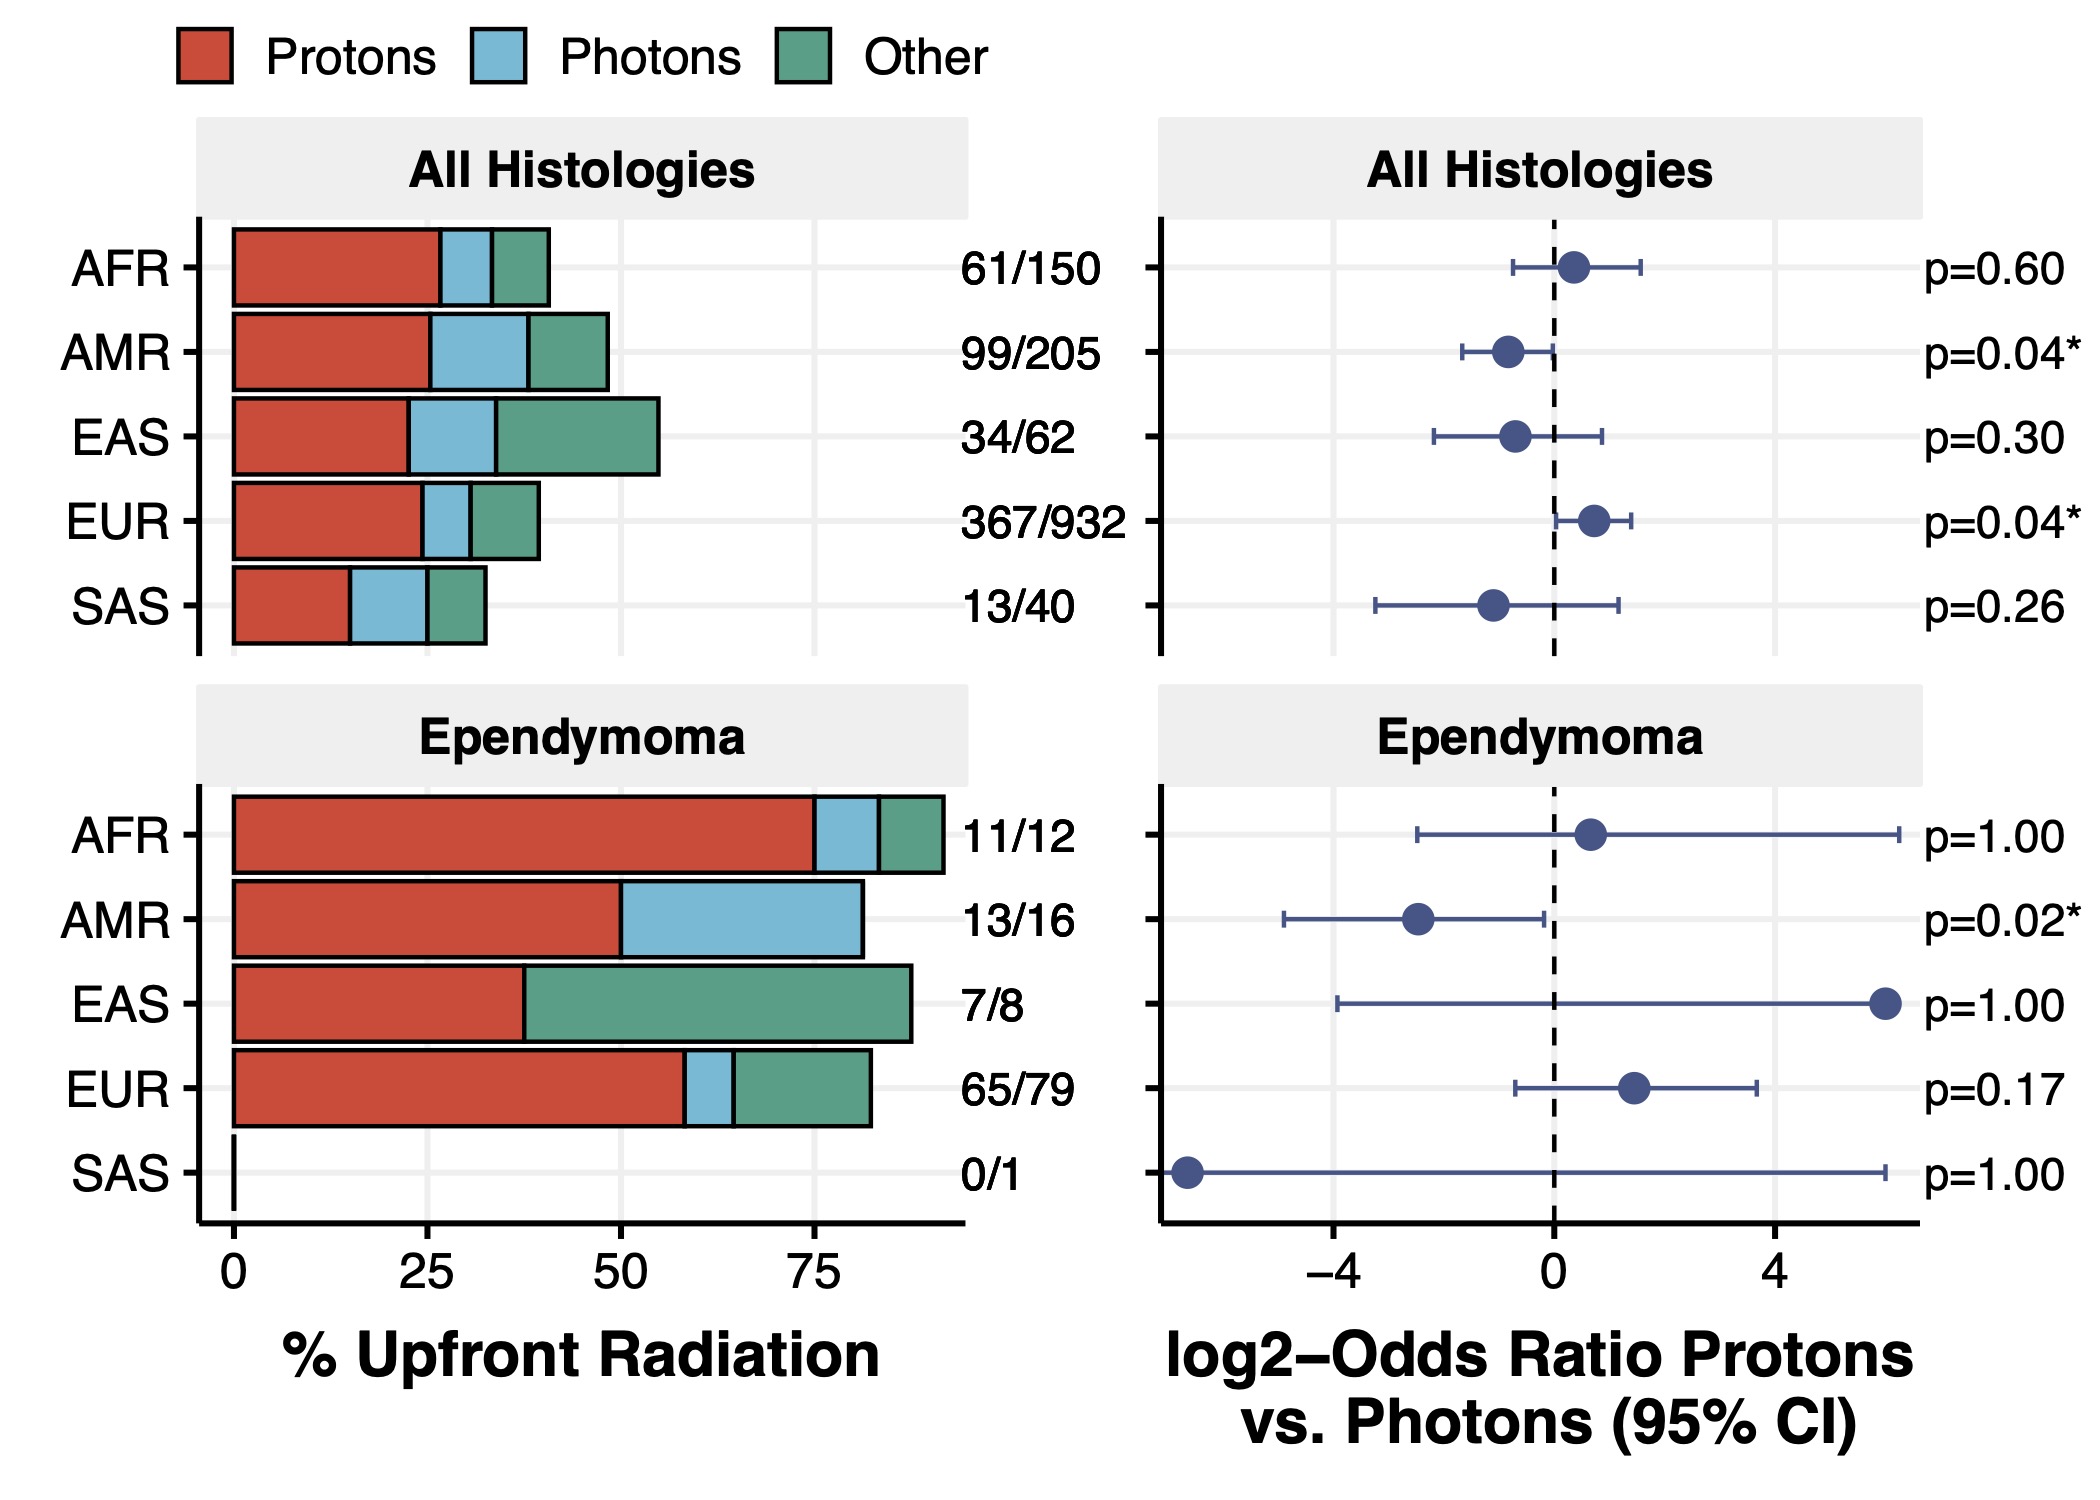 Protons Photons Other
All Histologies
AFR 61/150
AMR 99/205
EAS 34/62
EUR 367/932
SAS 13/40
All Histologies
p=0.60
p=0.04*
p=0.30
p=0.04*
p=0.26
Ependymoma
AFR 11/12
AMR 13/16
EAS 7/8
EUR 65/79
SAS 0/1
0 25 50 75
% Upfront Radiation
Ependymoma
p=1.00
p=0.02*
p=1.00
p=0.17
p=1.00
−4 0 4
log2−Odds Ratio Protons
vs. Photons (95% CI)